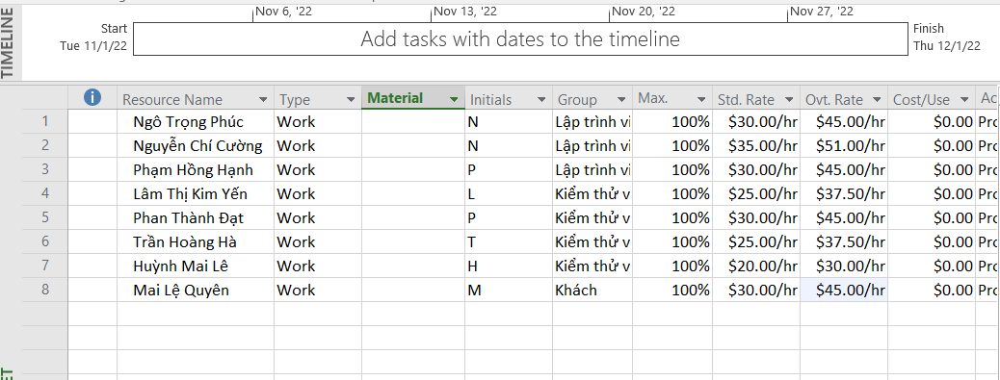 TIMELINE
Nov 6, '22 Nov 13, '22 Nov 20, '22 Nov 27, '22
Start
Tue 11/1/22
Add tasks with dates to the timeline
Finish
Thu 12/1/22
Resource Name Type Material Initials Group Max. Std. Rate Ovt. Rate Cost/Use Ac
1 Ngô Trọng Phúc Work N Lập trình vi 100% $30.00/hr $45.00/hr $0.00 Pro
2 Nguyễn Chí Cường Work N Lập trình vi 100% $35.00/hr $51.00/hr $0.00 Pro
3 Phạm Hồng Hạnh Work P Lập trình vi 100% $30.00/hr $45.00/hr $0.00 Pro
4 Lâm Thị Kim Yến Work L Kiểm thử v 100% $25.00/hr $37.50/hr $0.00 Pro
5 Phan Thành Đạt Work P Kiểm thử v 100% $30.00/hr $45.00/hr $0.00 Pro
6 Trần Hoàng Hà Work T Kiểm thử v 100% $25.00/hr $37.50/hr $0.00 Pro
7 Huỳnh Mai Lê Work H Kiểm thử v 100% $20.00/hr $30.00/hr $0.00 Pro
8 Mai Lệ Quyên Work M Khách 100% $30.00/hr $45.00/hr $0.00 Pro
ET